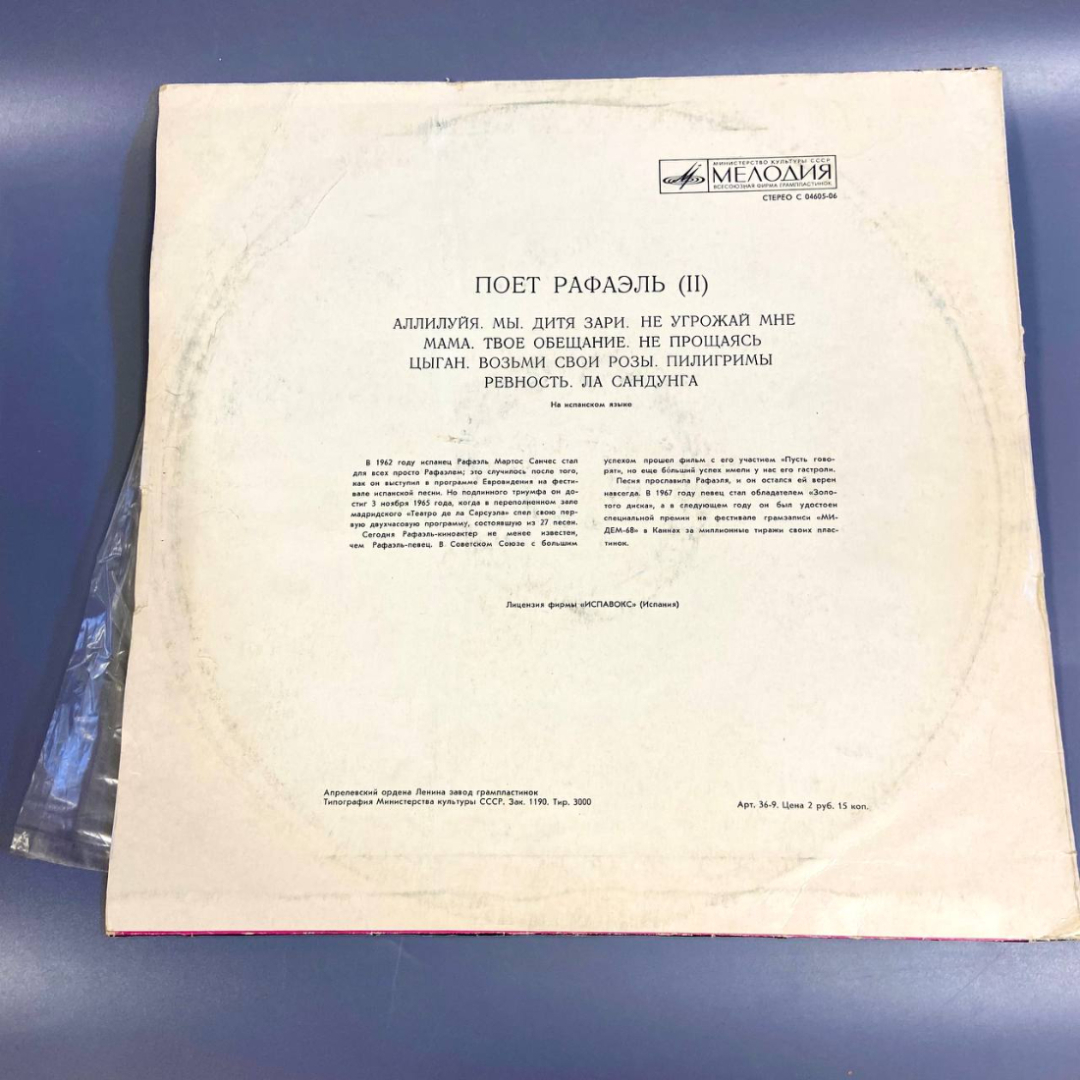 МИНИСТЕРСТВО КУЛЬТУРЫ СССР
МЕЛОДИЯ
ВСЕСОЮЗНАЯ ФИРМА ГРАМПЛАСТИНОК
СТЕРЕО С 04605-06
ПОЕТ РАФАЭЛЬ (II)
АЛЛИЛУЙЯ. МЫ. ДИТЯ ЗАРИ. НЕ УГРОЖАЙ МНЕ
МАМА. ТВОЕ ОБЕЩАНИЕ. НЕ ПРОЩАЯСЬ
ЦЫГАН. ВОЗЬМИ СВОИ РОЗЫ. ПИЛИГРИМЫ
РЕВНОСТЬ. ЛА САНДУНГА
На испанском языке
В 1962 году испанец Рафаэль Мартос Санчес стал
для всех просто Рафаэлем; это случилось после того,
как он выступил в программе Евровидения на фести-
вале испанской песни. Но подлинного триумфа он до-
стиг 3 ноября 1965 года, когда в переполненном зале
мадридского «Театро де ла Сарсуэла» спел свою пер-
вую двухчасовую программу, состоявшую из 27 песен.
Сегодня Рафаэль-киноактер не менее известен,
чем Рафаэль-певец. В Советском Союзе с большим
успехом прошел фильм с его участием «Пусть гово-
рят», но еще бо́льший успех имели у нас его гастроли.
Песня прославила Рафаэля, и он остался ей верен
навсегда. В 1967 году певец стал обладателем «Золо-
того диска», а в следующем году он был удостоен
специальной премии на фестивале грамзаписи «МИ-
ДЕМ-68» в Каннах за миллионные тиражи своих плас-
тинок.
Лицензия фирмы «ИСПАВОКС» (Испания)
Апрелевский ордена Ленина завод грампластинок
Типография Министерства культуры СССР. Зак. 1190. Тир. 3000
Арт. 36-9. Цена 2 руб. 15 коп.